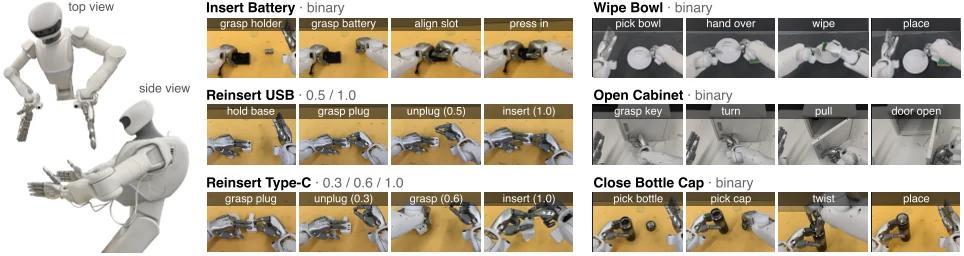 top view
side view
Insert Battery · binary
grasp holder grasp battery align slot press in
Reinsert USB · 0.5 / 1.0
hold base grasp plug unplug (0.5) insert (1.0)
Reinsert Type-C · 0.3 / 0.6 / 1.0
grasp plug unplug (0.3) grasp (0.6) insert (1.0)
Wipe Bowl · binary
pick bowl hand over wipe place
Open Cabinet · binary
grasp key turn pull door open
Close Bottle Cap · binary
pick bottle pick cap twist place